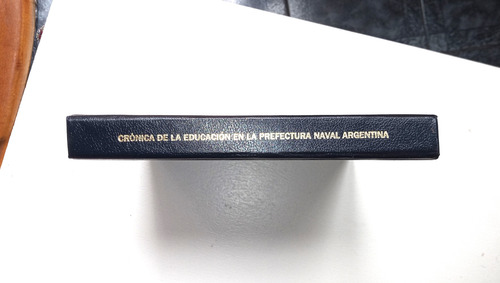 CRÓNICA DE LA EDUCACIÓN EN LA PREFECTURA NAVAL ARGENTINA